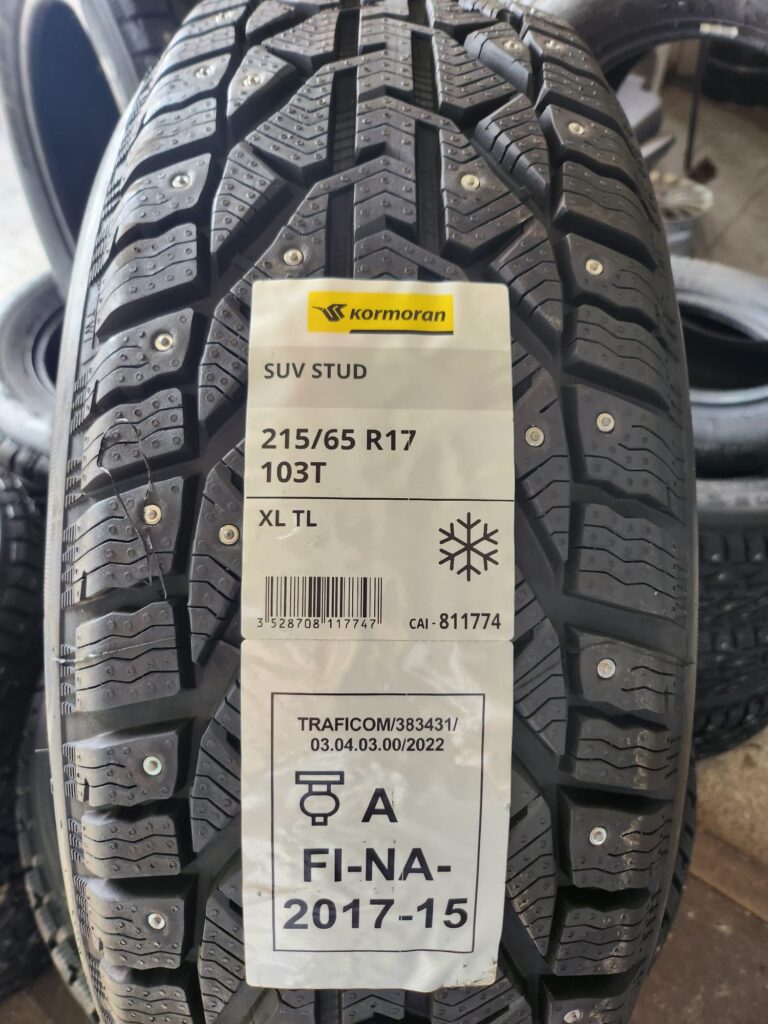 kormoran
SUV STUD
215/65 R17
103T
XL TL
3 528708 117747
CAI - 811774
TRAFICOM/383431/
03.04.03.00/2022
A
FI-NA-
2017-15